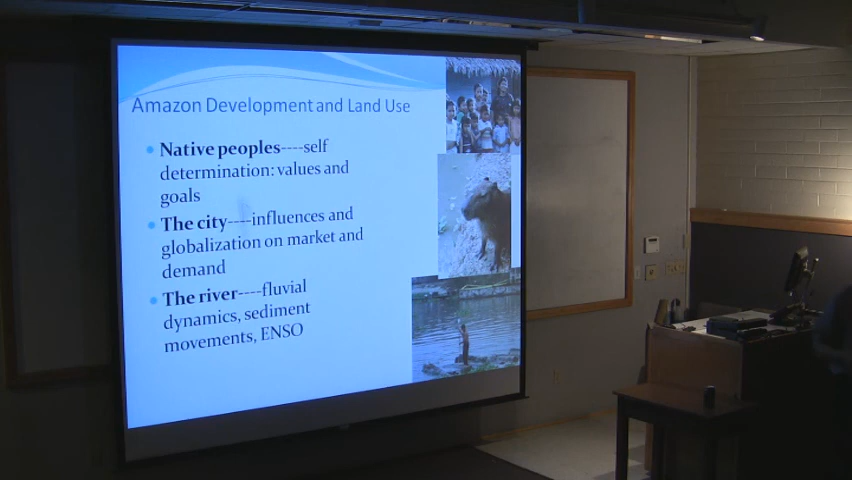 Amazon Development and Land Use
Native peoples----self
determination: values and
goals
The city----influences and
globalization on market and
demand
The river----fluvial
dynamics, sediment
movements, ENSO